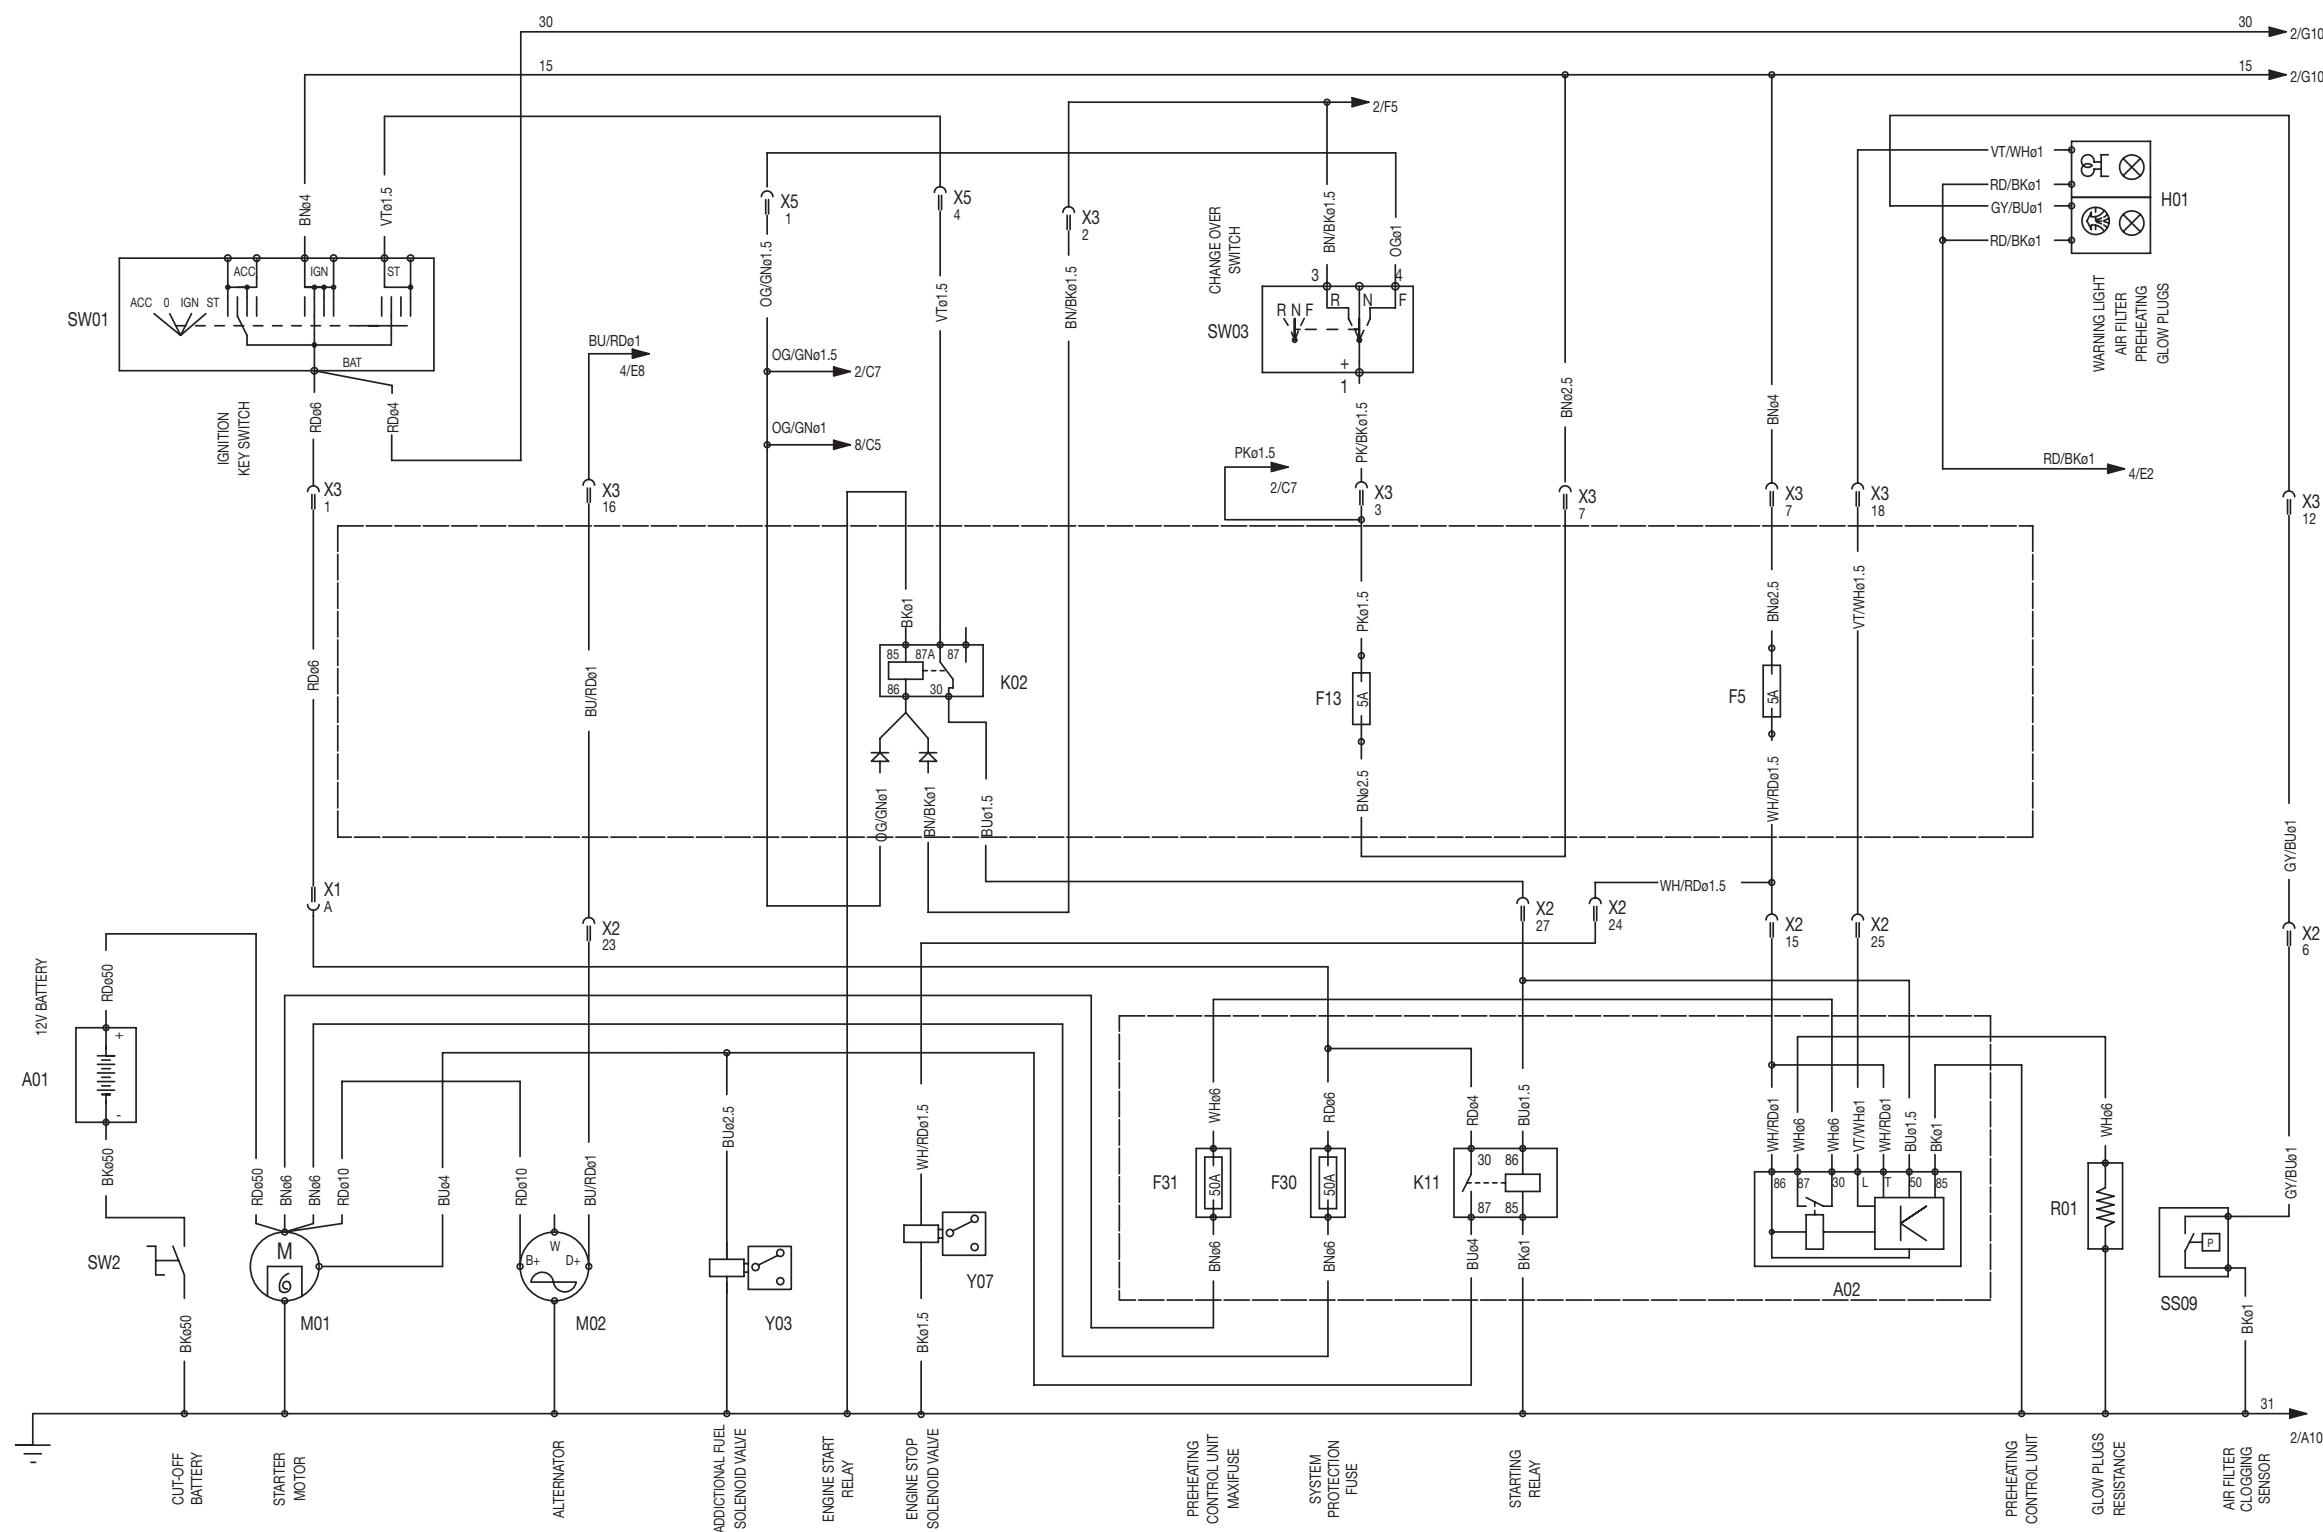 30
30
2/G10
15
15
2/G10
2/F5
BNø4
VTø1.5
X5
1
X5
4
X3
2
CHANGE OVER
SWITCH
BN/BKø1.5
OGø1
VT/WHø1
RD/BKø1
GY/BUø1
RD/BKø1
H01
WARNING LIGHT
AIR FILTER
PREHEATING
GLOW PLUGS
ACC
IGN
ST
ACC 0 IGN ST
SW01
BAT
IGNITION
KEY SWITCH
RDø6
RDø4
BU/RDø1
4/E8
OG/GNø1.5
OG/GNø1.5
2/C7
OG/GNø1
8/C5
VTø1.5
BN/BKø1.5
3
4
R
N
F
R N F
SW03
+
1
PK/BKø1.5
PKø1.5
2/C7
BNø2.5
BNø4
RD/BKø1
4/E2
X3
1
X3
16
X3
3
X3
7
X3
7
X3
18
X3
12
RDø6
BU/RDø1
BKø1
85
87A
87
86
30
K02
PKø1.5
F13
5A
BNø2.5
BNø2.5
F5
5A
WH/RDø1.5
VT/WHø1.5
OG/GNø1
BN/BKø1
BUø1.5
GY/BUø1
X1
A
X2
23
X2
27
X2
24
WH/RDø1.5
X2
15
X2
25
X2
6
12V BATTERY
RDø50
A01
+
-
BKø50
SW2
BKø50
RDø50
BNø6
BNø6
RDø10
BUø4
M
M01
RDø10
BU/RDø1
W
B+
D+
M02
BUø2.5
Y03
WH/RDø1.5
Y07
BKø1.5
WHø6
F31
50A
BNø6
RDø6
F30
50A
BNø6
RDø4
BUø1.5
K11
30
86
87
85
BUø4
BKø1
WH/RDø1
WHø6
WHø6
VT/WHø1
WH/RDø1
BUø1.5
BKø1
86
87
30
L
T
50
85
A02
WHø6
R01
P
SS09
GY/BUø1
BKø1
31
2/A10
CUT-OFF
BATTERY
STARTER
MOTOR
ALTERNATOR
ADDICTIONAL FUEL
SOLENOID VALVE
ENGINE START
RELAY
ENGINE STOP
SOLENOID VALVE
PREHEATING
CONTROL UNIT
MAXIFUSE
SYSTEM
PROTECTION
FUSE
STARTING
RELAY
PREHEATING
CONTROL UNIT
GLOW PLUGS
RESISTANCE
AIR FILTER
CLOGGING
SENSOR